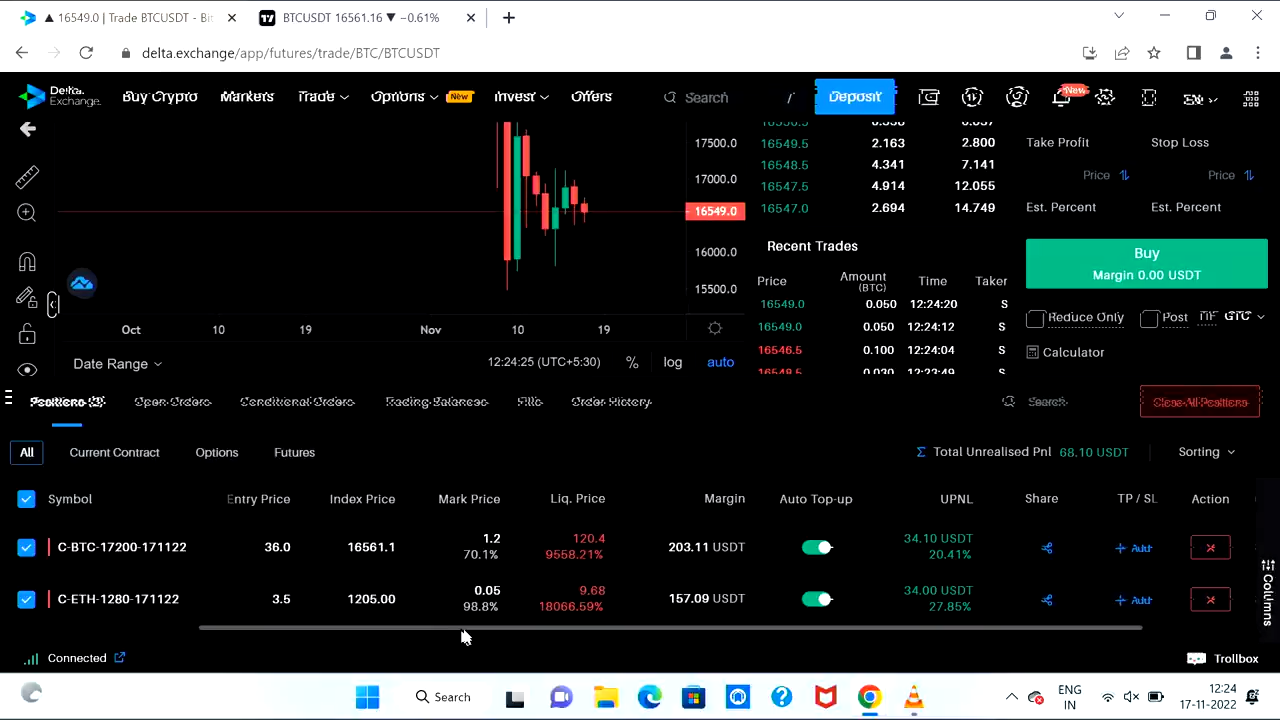 ▲ 16549.0 | Trade BTCUSDT - Bit
BTCUSDT 16561.16 ▼ −0.61%
delta.exchange/app/futures/trade/BTC/BTCUSDT
Delta Exchange
Buy Crypto Markets Trade Options New Invest Offers Search / Deposit New
17500.0
17000.0
16549.0
16000.0
15500.0
Oct 10 19 Nov 10 19
Date Range 12:24:25 (UTC+5:30) % log auto
16549.5 2.163 2.800
16548.5 4.341 7.141
16547.5 4.914 12.055
16547.0 2.694 14.749
Recent Trades
Price Amount (BTC) Time Taker
16549.0 0.050 12:24:20 S
16549.0 0.050 12:24:12 S
16546.5 0.100 12:24:04 S
16548.5 0.030 12:23:49 S
Take Profit Stop Loss
Price Price
Est. Percent Est. Percent
Buy
Margin 0.00 USDT
Reduce Only Post TIF GTC
Calculator
Positions (2) Open Orders Conditional Orders Trading Balances Fills Order History Search Close All Positions
All Current Contract Options Futures Σ Total Unrealised Pnl 68.10 USDT Sorting
Symbol Entry Price Index Price Mark Price Liq. Price Margin Auto Top-up UPNL Share TP / SL Action
C-BTC-17200-171122 36.0 16561.1 1.2 70.1% 120.4 9558.21% 203.11 USDT 34.10 USDT 20.41% Add
C-ETH-1280-171122 3.5 1205.00 0.05 98.8% 9.68 18066.59% 157.09 USDT 34.00 USDT 27.85% Add
Columns
Connected Trollbox
Search ENG IN 12:24 17-11-2022